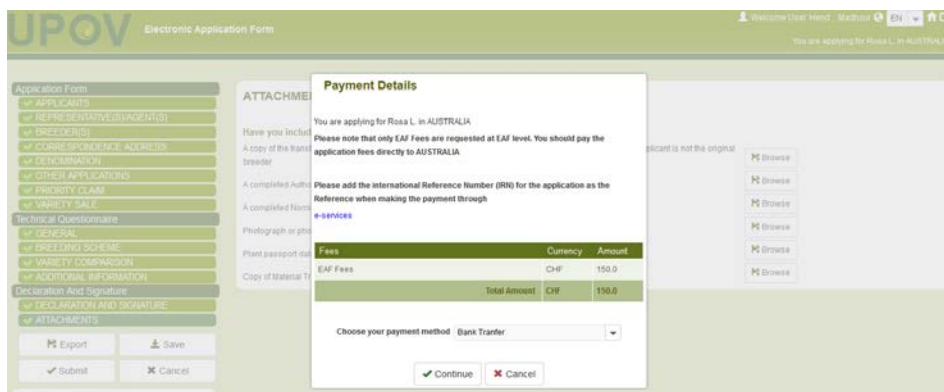 UPOV
Electronic Application Form
Welcome User Hend Madhour
EN
You are applying for Rosa L. in AUSTRALIA
Application Form
APPLICANTS
REPRESENTATIVE(S)/AGENT(S)
BREEDER(S)
CORRESPONDENCE ADDRESS
DENOMINATION
OTHER APPLICATIONS
PRIORITY CLAIM
VARIETY SALE
Technical Questionnaire
GENERAL
BREEDING SCHEME
VARIETY COMPARISON
ADDITIONAL INFORMATION
Declaration And Signature
DECLARATION AND SIGNATURE
ATTACHMENTS
Export
Save
Submit
Cancel
ATTACHME
Have you includ
A copy of the trans
plicant is not the original
breeder
Browse
A completed Autho
Browse
A completed Nomi
Browse
Photograph or pho
Browse
Plant passport dat
Browse
Copy of Material Tr
Browse
Payment Details
You are applying for Rosa L. in AUSTRALIA
Please note that only EAF Fees are requested at EAF level. You should pay the
application fees directly to AUSTRALIA
Please add the international Reference Number (IRN) for the application as the
Reference when making the payment through
e-services
Fees Currency Amount
EAF Fees CHF 150.0
Total Amount CHF 150.0
Choose your payment method Bank Tranfer
Continue
Cancel